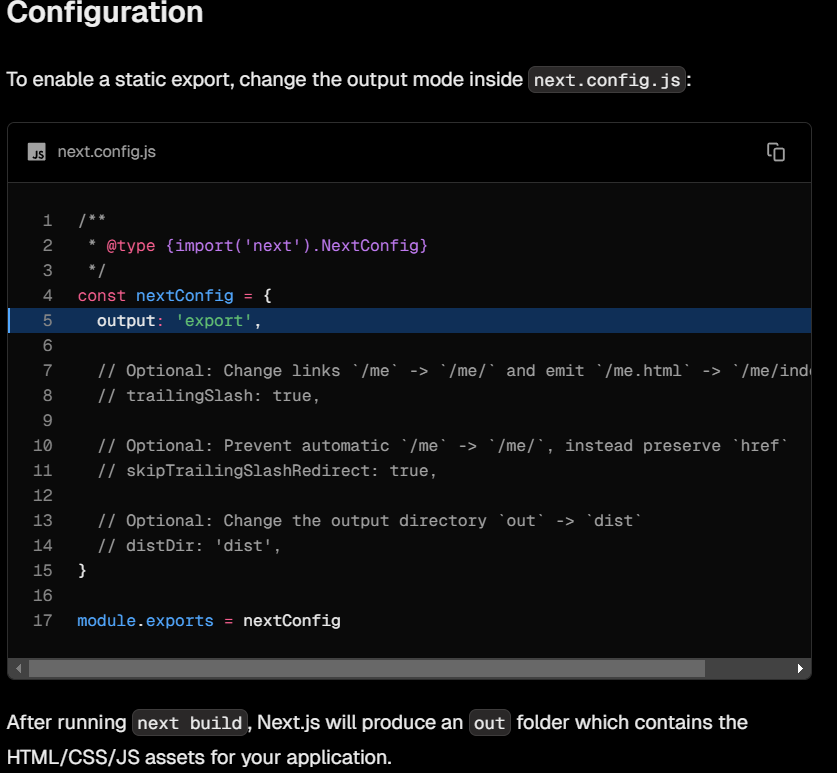 Configuration
To enable a static export, change the output mode inside next.config.js:
JS next.config.js
1 /**
2  * @type {import('next').NextConfig}
3  */
4 const nextConfig = {
5   output: 'export',
6
7   // Optional: Change links `/me` -> `/me/` and emit `/me.html` -> `/me/ind
8   // trailingSlash: true,
9
10   // Optional: Prevent automatic `/me` -> `/me/`, instead preserve `href`
11   // skipTrailingSlashRedirect: true,
12
13   // Optional: Change the output directory `out` -> `dist`
14   // distDir: 'dist',
15 }
16
17 module.exports = nextConfig
After running next build, Next.js will produce an out folder which contains the
HTML/CSS/JS assets for your application.